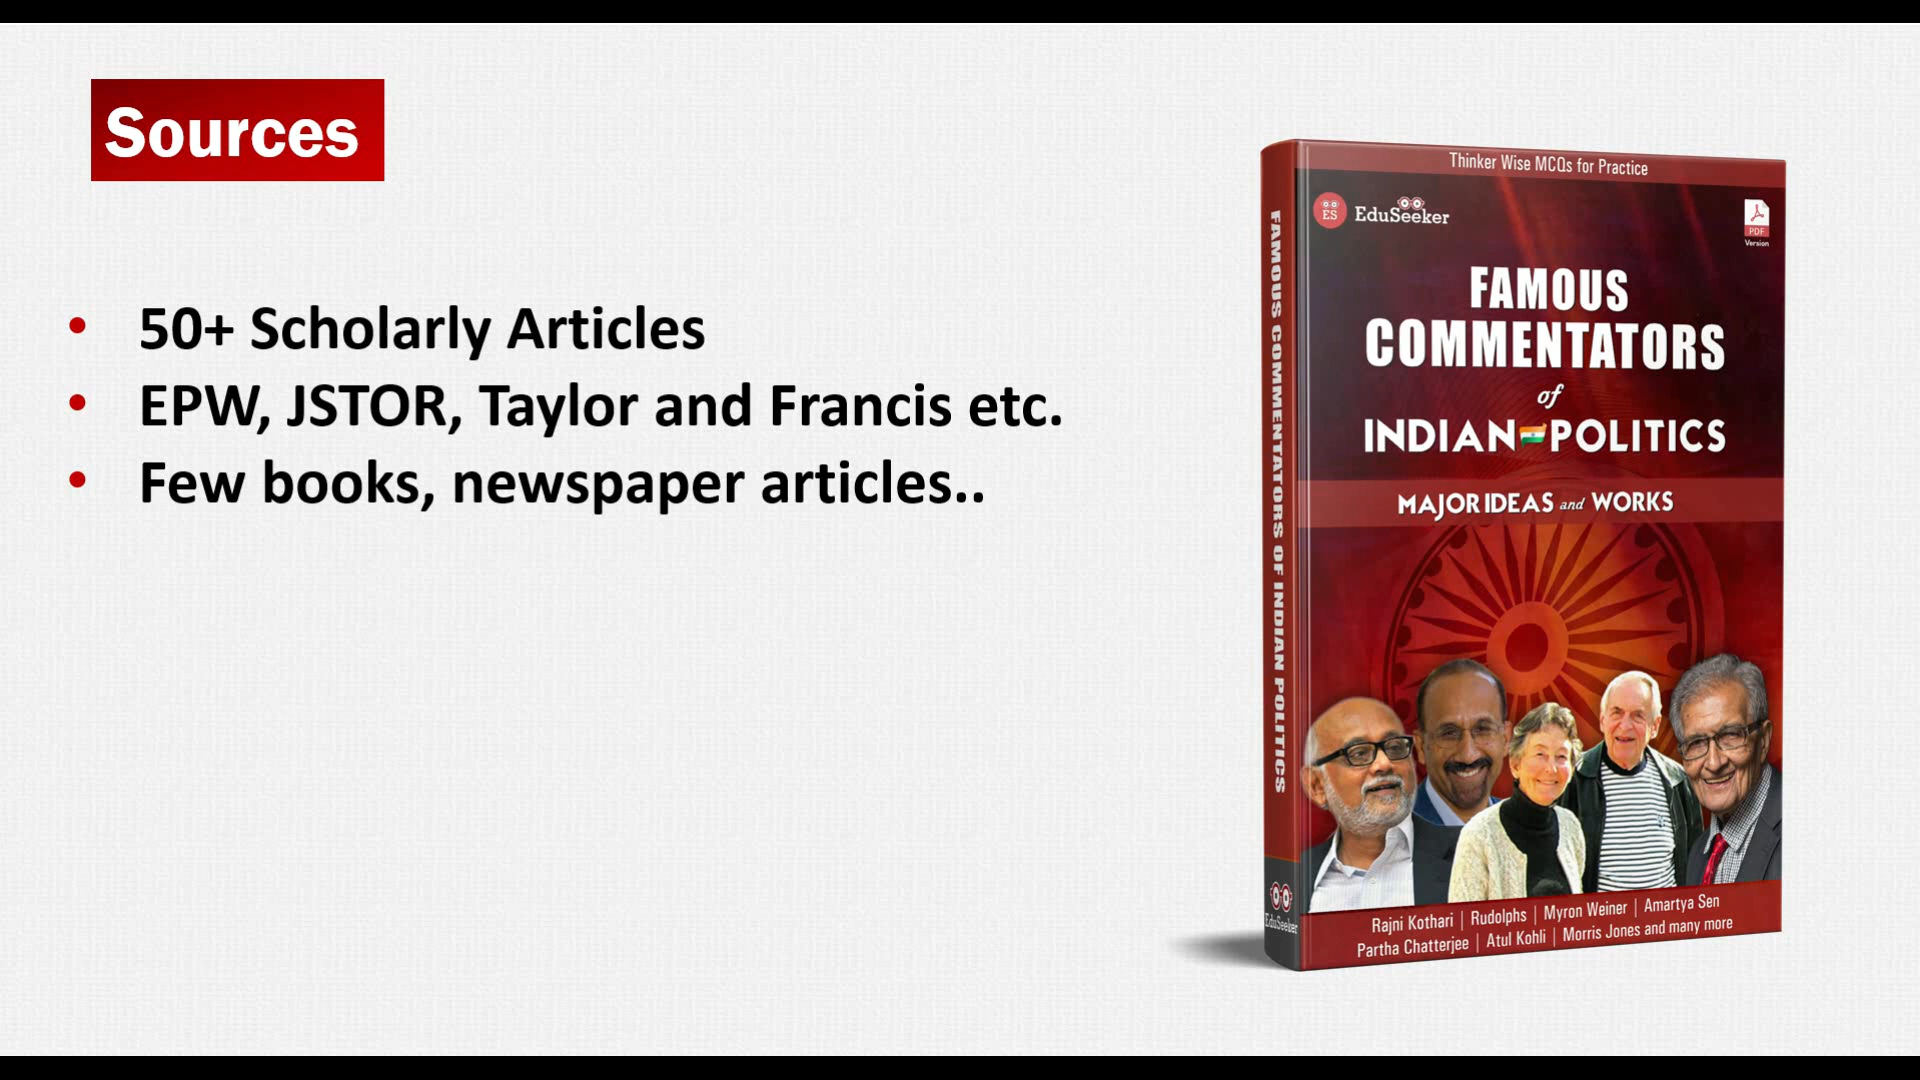 Sources
• 50+ Scholarly Articles
• EPW, JSTOR, Taylor and Francis etc.
• Few books, newspaper articles..
Thinker Wise MCQs for Practice
ES EduSeeker
PDF
Version
FAMOUS
COMMENTATORS
of
INDIAN POLITICS
MAJOR IDEAS and WORKS
Rajni Kothari | Rudolphs | Myron Weiner | Amartya Sen
Partha Chatterjee | Atul Kohli | Morris Jones and many more
FAMOUS COMMENTATORS OF INDIAN POLITICS
EduSeeker